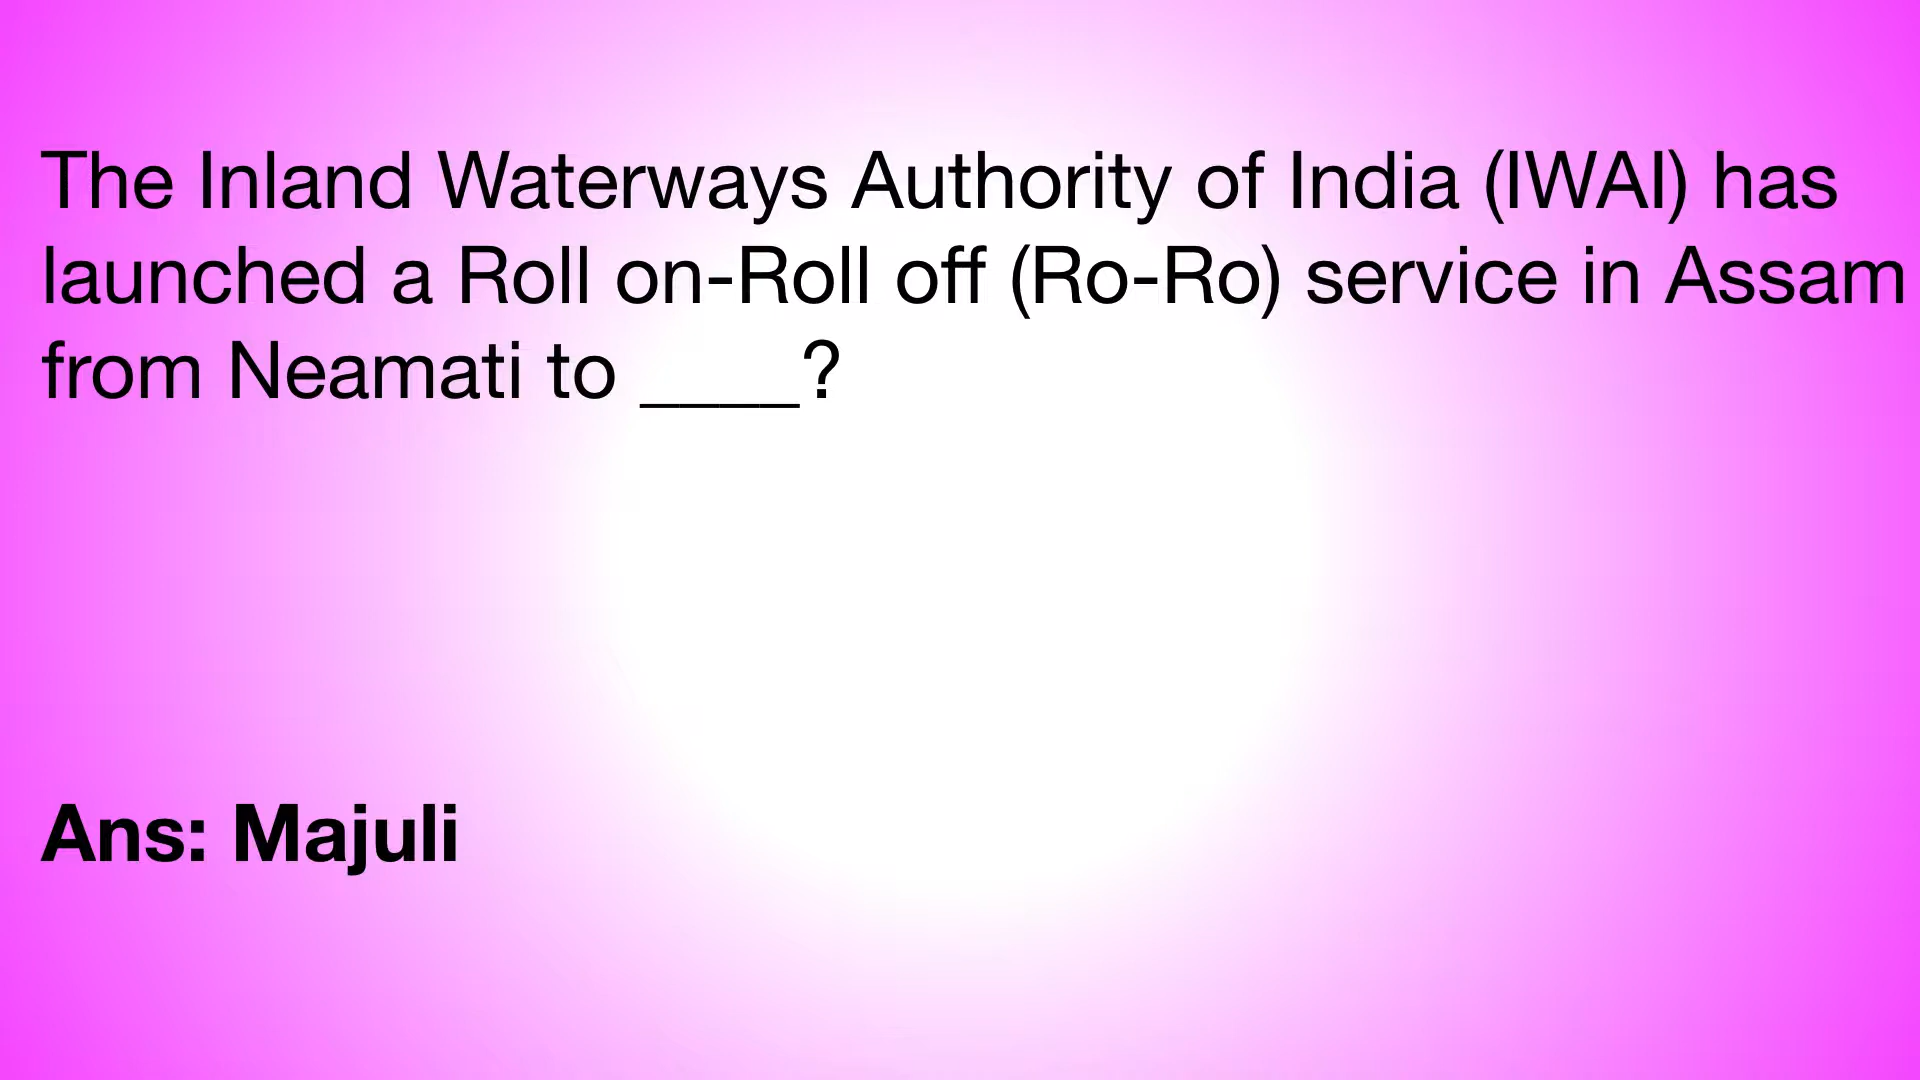 The Inland Waterways Authority of India (IWAI) has
launched a Roll on-Roll off (Ro-Ro) service in Assam
from Neamati to ____?
Ans: Majuli